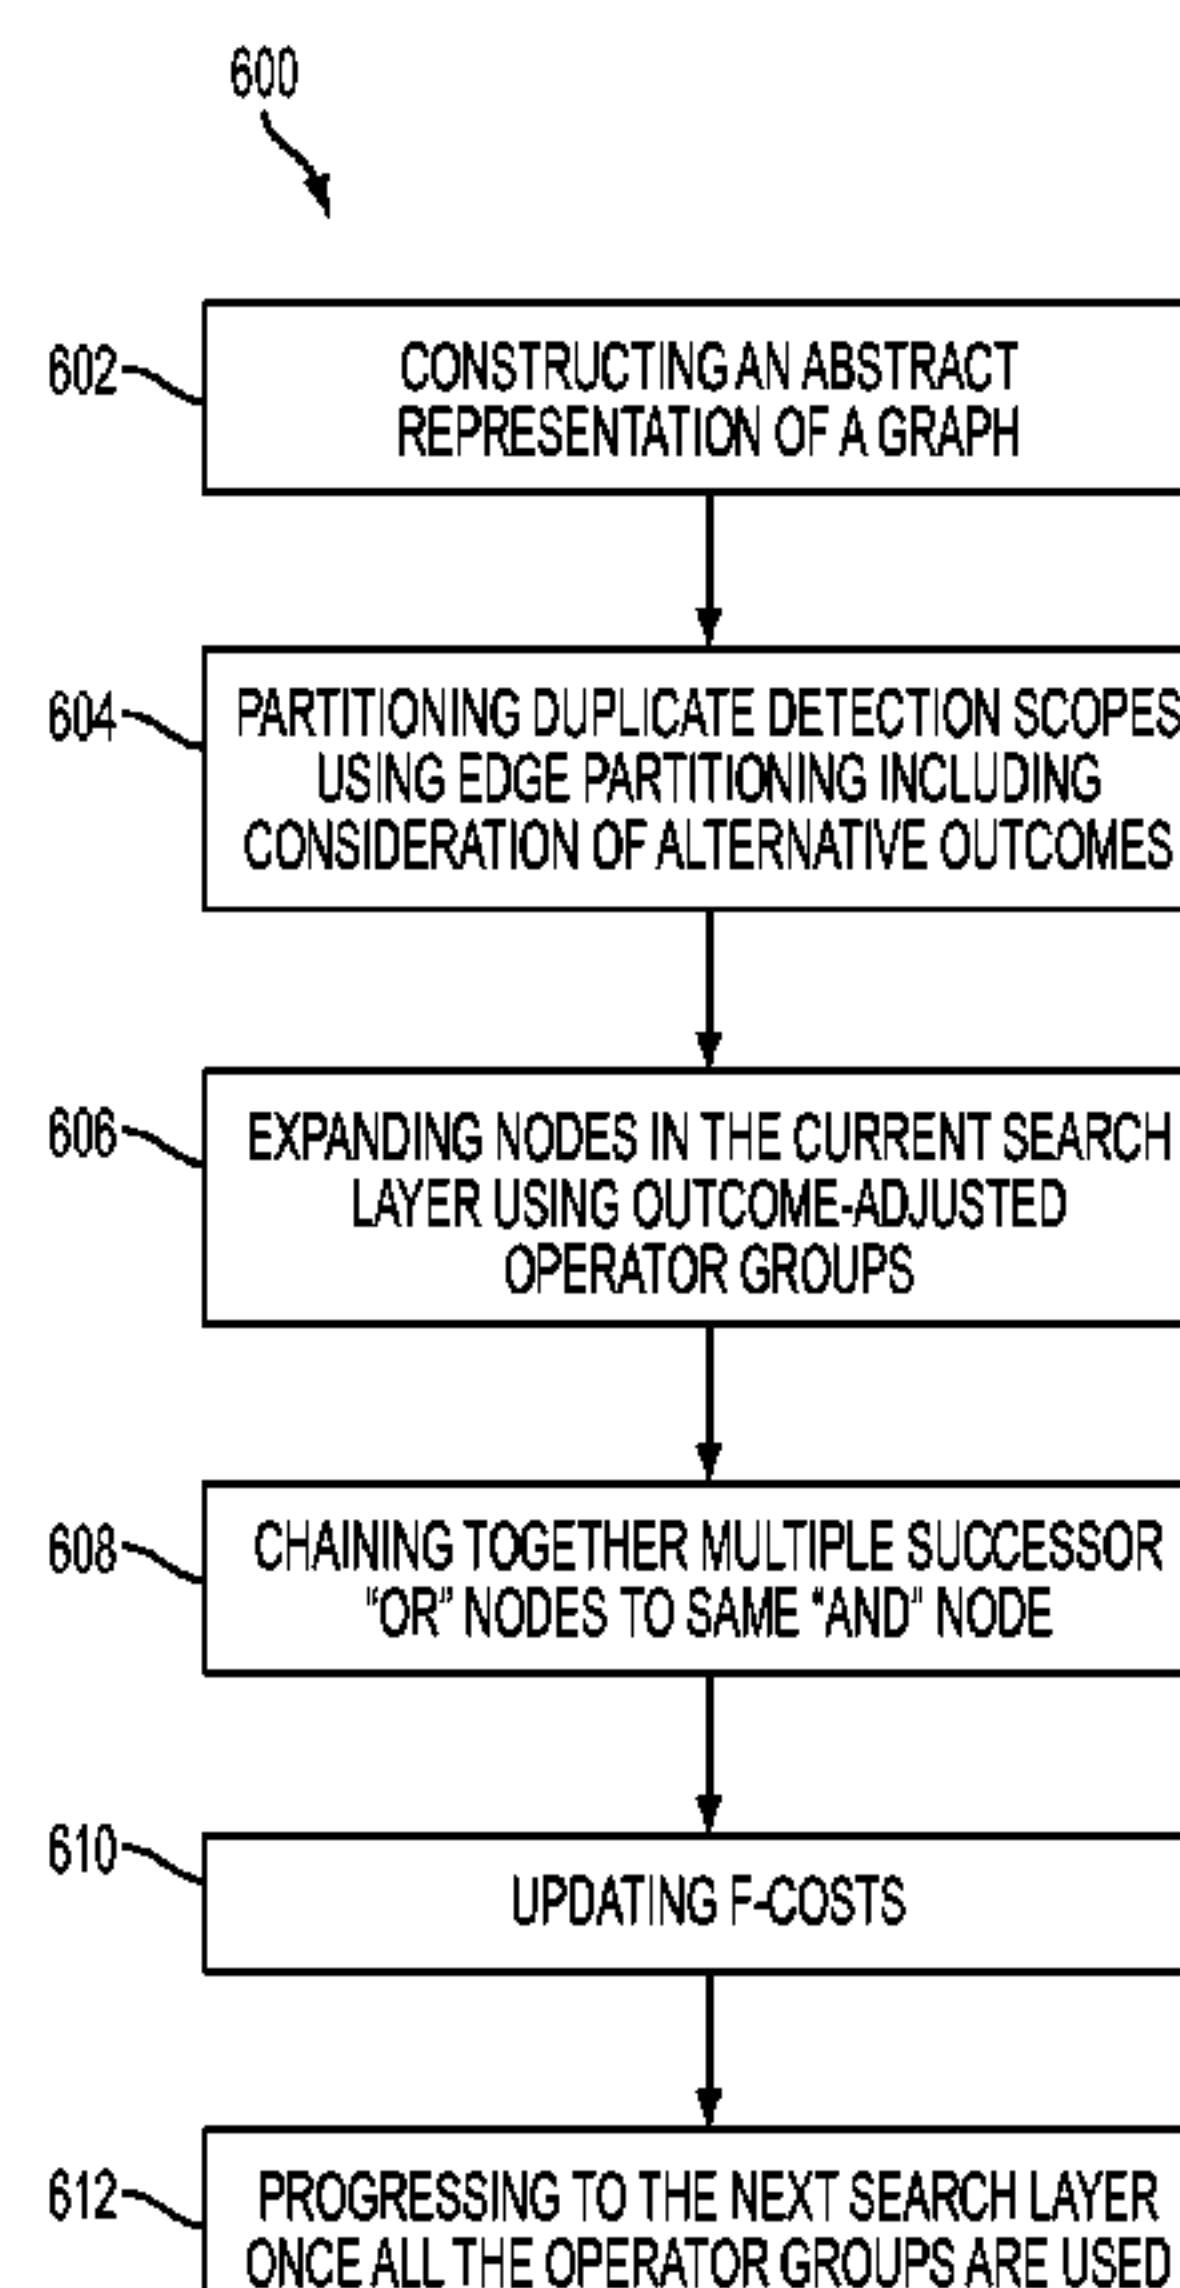 600
602
CONSTRUCTING AN ABSTRACT
REPRESENTATION OF A GRAPH
604
PARTITIONING DUPLICATE DETECTION SCOPES
USING EDGE PARTITIONING INCLUDING
CONSIDERATION OF ALTERNATIVE OUTCOMES
606
EXPANDING NODES IN THE CURRENT SEARCH
LAYER USING OUTCOME-ADJUSTED
OPERATOR GROUPS
608
CHAINING TOGETHER MULTIPLE SUCCESSOR
"OR" NODES TO SAME "AND" NODE
610
UPDATING F-COSTS
612
PROGRESSING TO THE NEXT SEARCH LAYER
ONCE ALL THE OPERATOR GROUPS ARE USED